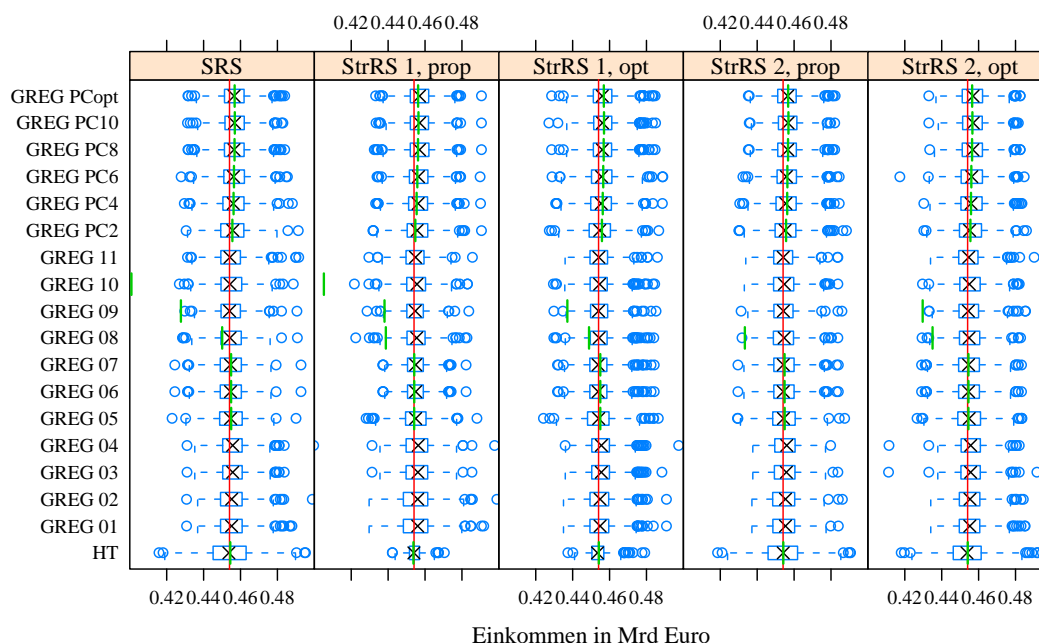 0.42 0.44 0.46 0.48 0.42 0.44 0.46 0.48
SRS StrRS 1, prop StrRS 1, opt StrRS 2, prop StrRS 2, opt
GREG PCopt
GREG PC10
GREG PC8
GREG PC6
GREG PC4
GREG PC2
GREG 11
GREG 10
GREG 09
GREG 08
GREG 07
GREG 06
GREG 05
GREG 04
GREG 03
GREG 02
GREG 01
HT
0.42 0.44 0.46 0.48 0.42 0.44 0.46 0.48 0.42 0.44 0.46 0.48
Einkommen in Mrd Euro